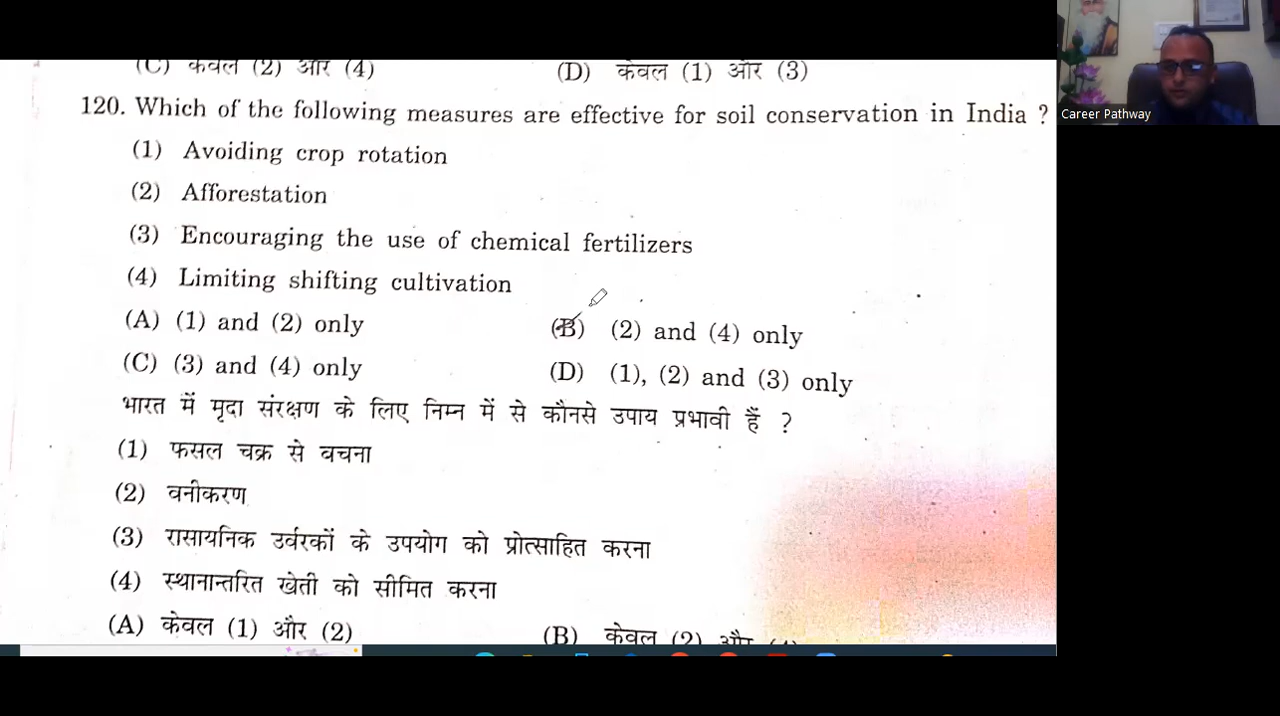 (C) केवल (2) और (4) (D) केवल (1) और (3)
Career Pathway
120. Which of the following measures are effective for soil conservation in India ?
(1) Avoiding crop rotation
(2) Afforestation
(3) Encouraging the use of chemical fertilizers
(4) Limiting shifting cultivation
(A) (1) and (2) only (B) (2) and (4) only
(C) (3) and (4) only (D) (1), (2) and (3) only
भारत में मृदा संरक्षण के लिए निम्न में से कौनसे उपाय प्रभावी हैं ?
(1) फसल चक्र से बचना
(2) वनीकरण
(3) रासायनिक उर्वरकों के उपयोग को प्रोत्साहित करना
(4) स्थानान्तरित खेती को सीमित करना
(A) केवल (1) और (2) (B) केवल (2) और